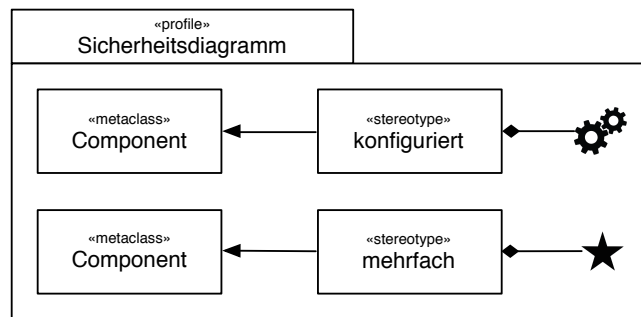 «profile»
Sicherheitsdiagramm
«metaclass»
Component
«stereotype»
konfiguriert
«metaclass»
Component
«stereotype»
mehrfach